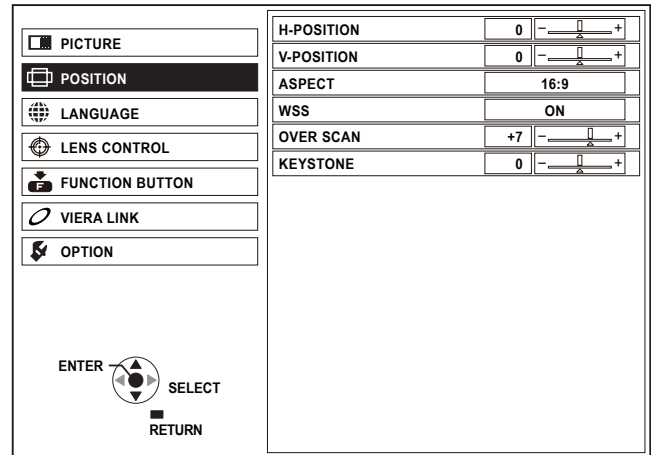 PICTURE
POSITION
LANGUAGE
LENS CONTROL
F FUNCTION BUTTON
VIERA LINK
OPTION
ENTER
SELECT
RETURN
H-POSITION 0 - +
V-POSITION 0 - +
ASPECT 16:9
WSS ON
OVER SCAN +7 - +
KEYSTONE 0 - +